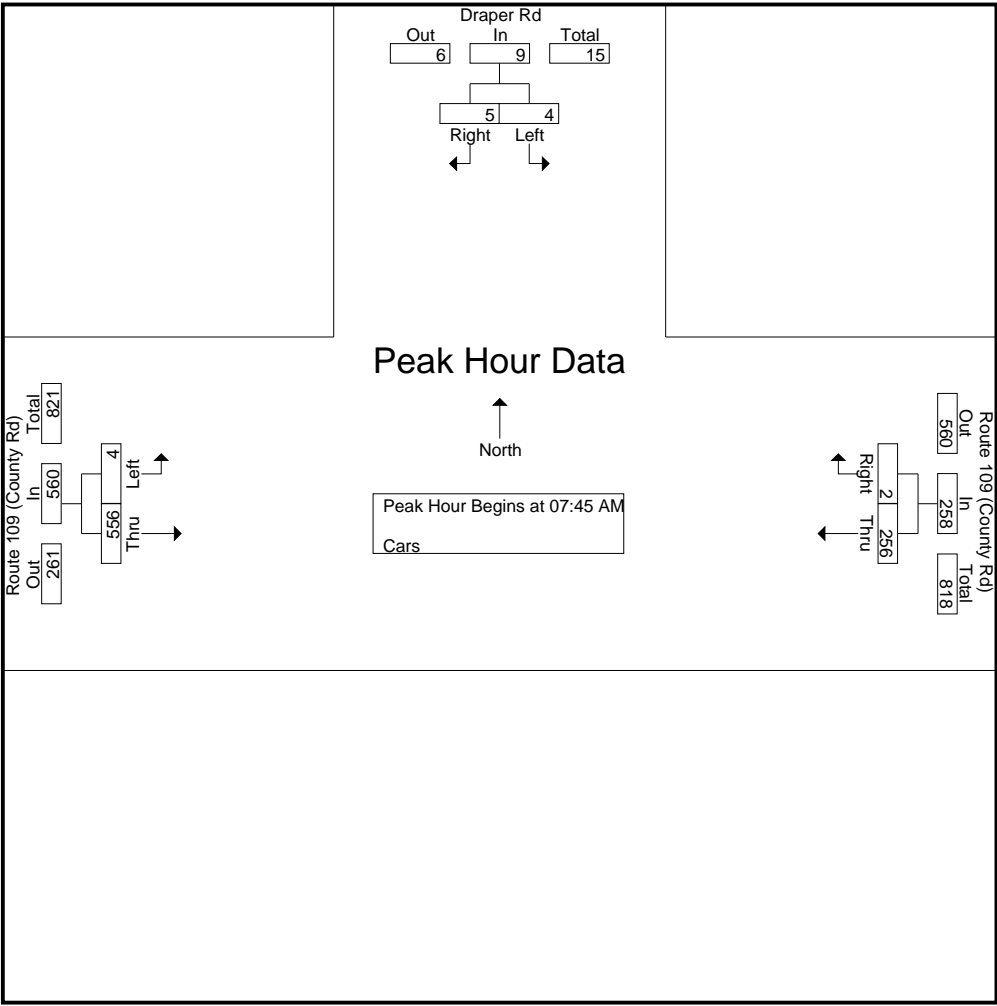 Draper Rd
Out In Total
6 9 15
5 4
Right Left
Peak Hour Data
North
Peak Hour Begins at 07:45 AM
Cars
Route 109 (County Rd)
Out In Total
261 560 821
556 4
Thru Left
Route 109 (County Rd)
Out In Total
560 258 818
2 256
Right Thru